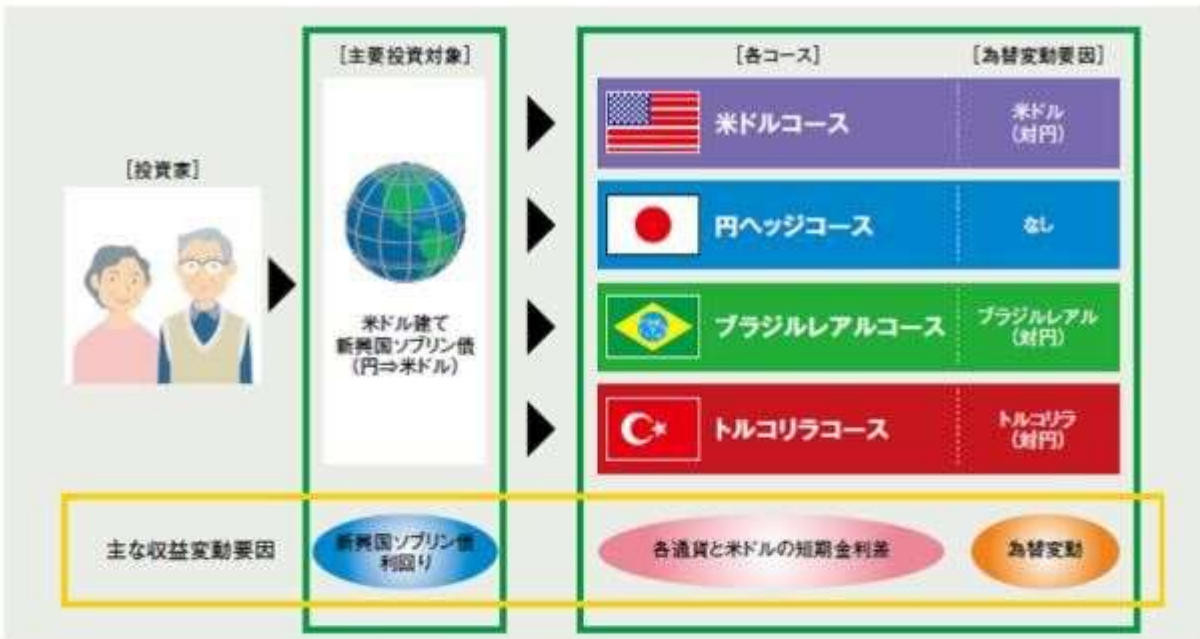 [投資家]
[主要投資対象]
米ドル建て
新興国ソブリン債
(円⇒米ドル)
[各コース]
[為替変動要因]
米ドルコース
米ドル
(対円)
円ヘッジコース
なし
ブラジルレアルコース
ブラジルレアル
(対円)
トルコリラコース
トルコリラ
(対円)
主な収益変動要因
新興国ソブリン債
利回り
各通貨と米ドルの短期金利差
為替変動